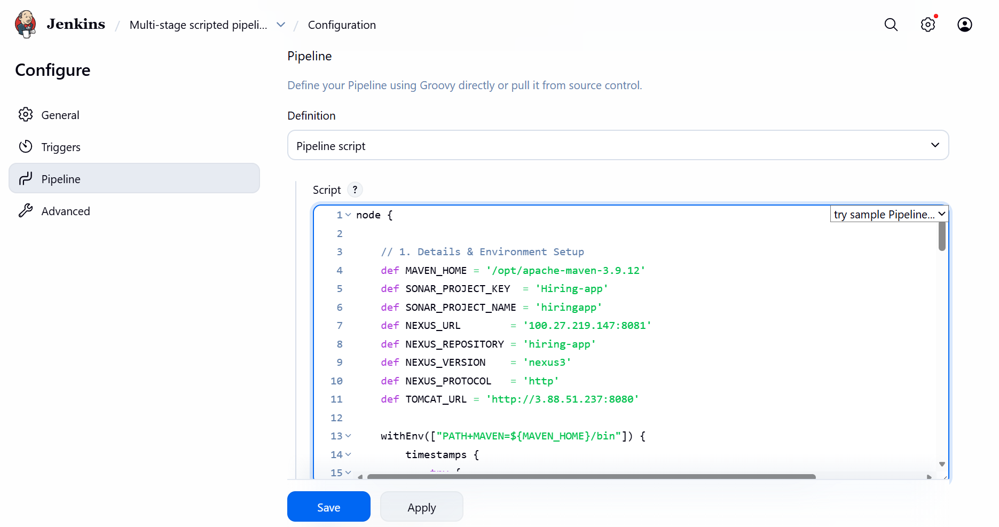 Jenkins / Multi-stage scripted pipeli... / Configuration
Configure
General
Triggers
Pipeline
Advanced
Pipeline
Define your Pipeline using Groovy directly or pull it from source control.
Definition
Pipeline script
Script ?
try sample Pipeline...
1 node {
2
3     // 1. Details & Environment Setup
4     def MAVEN_HOME = '/opt/apache-maven-3.9.12'
5     def SONAR_PROJECT_KEY  = 'Hiring-app'
6     def SONAR_PROJECT_NAME = 'hiringapp'
7     def NEXUS_URL        = '100.27.219.147:8081'
8     def NEXUS_REPOSITORY = 'hiring-app'
9     def NEXUS_VERSION    = 'nexus3'
10     def NEXUS_PROTOCOL   = 'http'
11     def TOMCAT_URL = 'http://3.88.51.237:8080'
12
13     withEnv(["PATH+MAVEN=${MAVEN_HOME}/bin"]) {
14         timestamps {
15             try {
Save
Apply